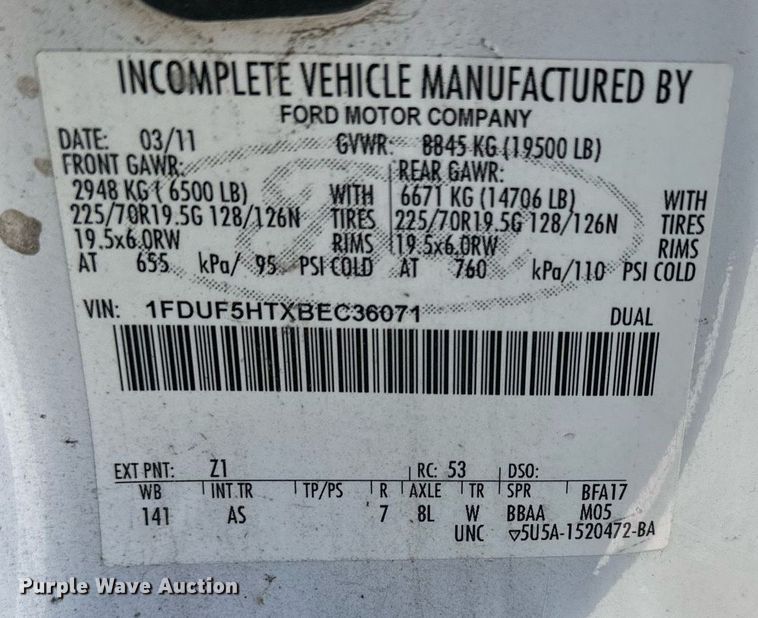 INCOMPLETE VEHICLE MANUFACTURED BY
FORD MOTOR COMPANY
DATE: 03/11 GVWR: 8845 KG (19500 LB)
FRONT GAWR: REAR GAWR:
2948 KG ( 6500 LB) WITH 6671 KG (14706 LB) WITH
225/70R19.5G 128/126N TIRES 225/70R19.5G 128/126N TIRES
19.5x6.0RW RIMS 19.5x6.0RW RIMS
AT 655 kPa/ 95 PSI COLD AT 760 kPa/110 PSI COLD
VIN: 1FDUF5HTXBEC36071 DUAL
EXT PNT: Z1 RC: 53 DSO:
WB INT TR TP/PS R AXLE TR SPR BFA17
141 AS 7 8L W BBAA M05
UNC ▽5U5A-1520472-BA
Purple Wave Auction